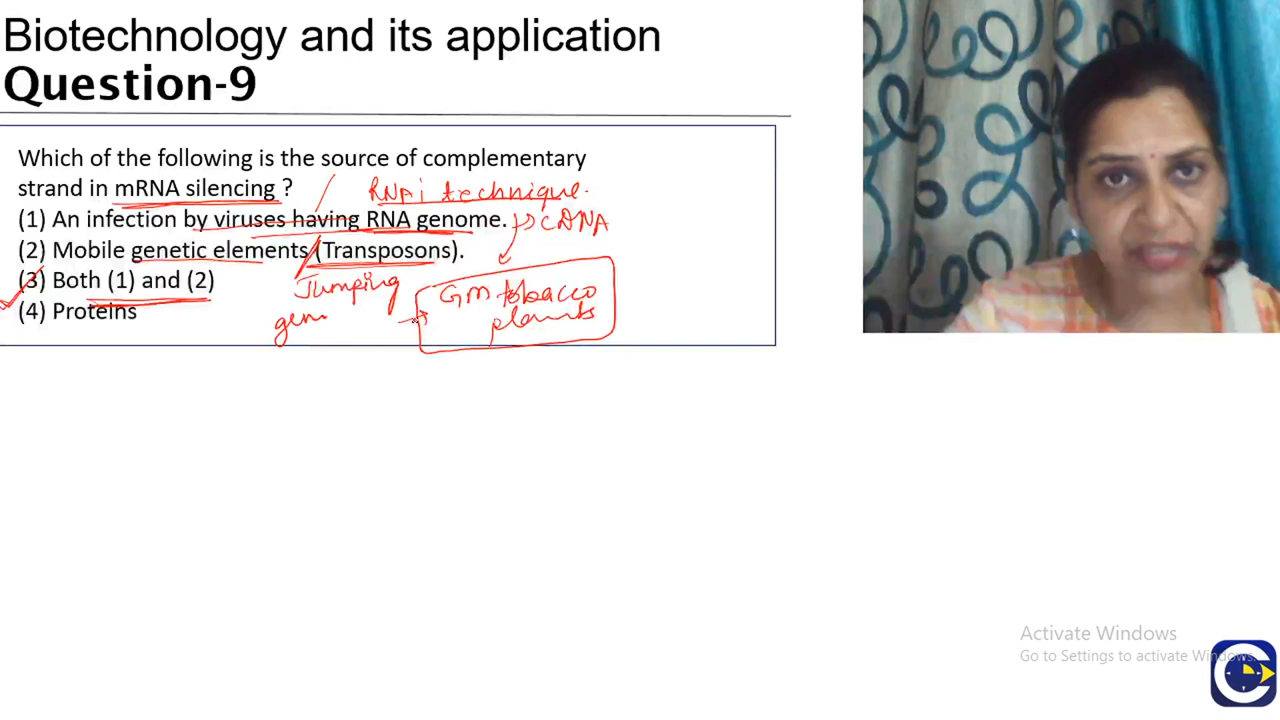 Biotechnology and its application
Question-9
Which of the following is the source of complementary
strand in mRNA silencing ?
RNAi technique.
(1) An infection by viruses having RNA genome.
cDNA
(2) Mobile genetic elements (Transposons).
(3) Both (1) and (2)
Jumping
gen
GM tobacco
plants
(4) Proteins
Activate Windows
Go to Settings to activate Windows.